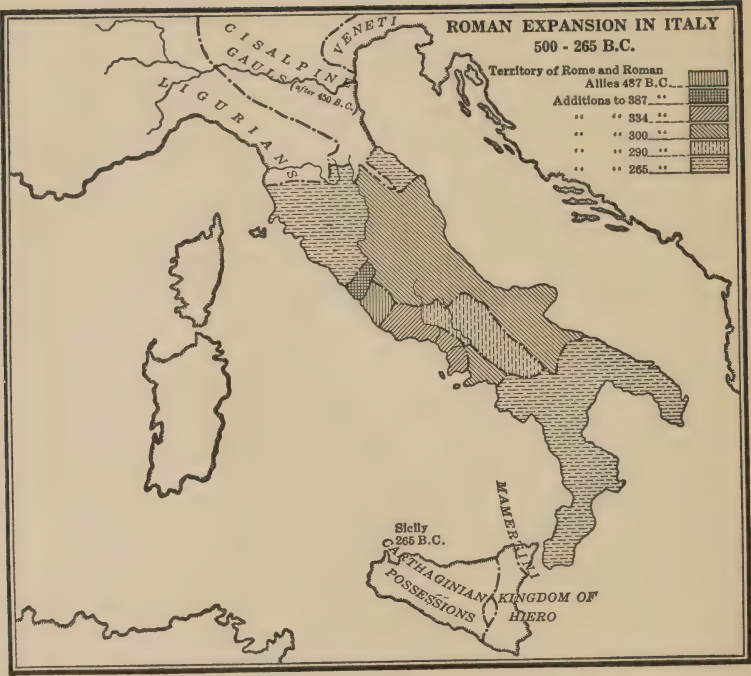 ROMAN EXPANSION IN ITALY
500 - 265 B.C.
Territory of Rome and Roman
Allies 487 B.C.
Additions to 387 "
" " 334 "
" " 300 "
" " 290 "
" " 265 "
CISALPINE
GAULS (after 450 B.C.)
VENETI
LIGURIANS
Sicily
265 B.C.
MAMERTINI
CARTHAGINIAN
POSSESSIONS
KINGDOM OF
HIERO